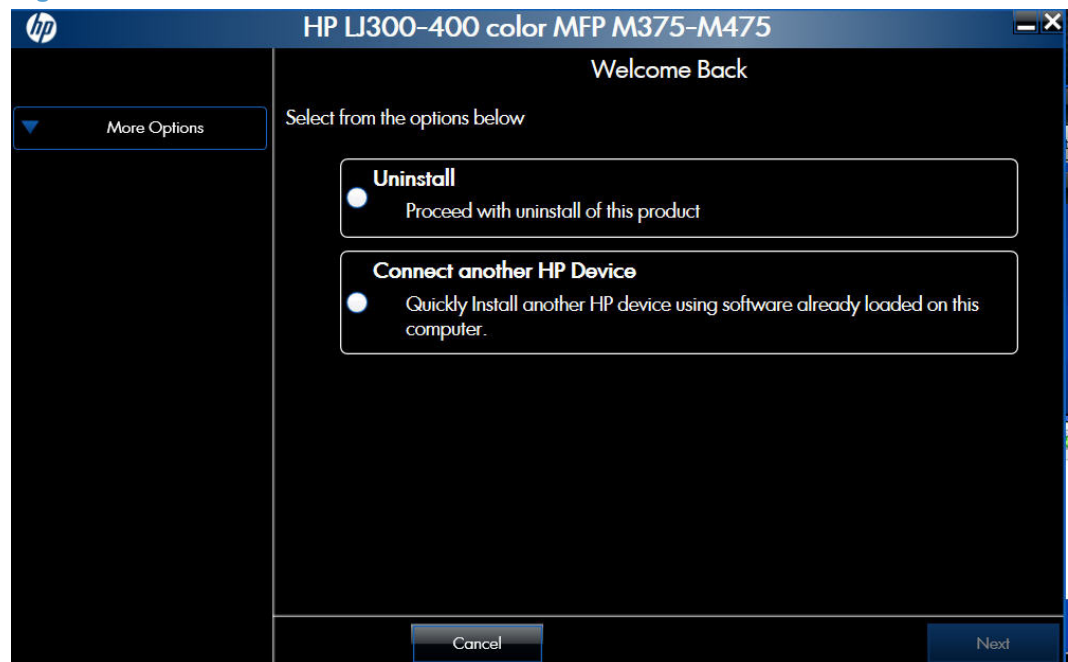 hp
HP LJ300-400 color MFP M375-M475
Welcome Back
More Options
Select from the options below
Uninstall
Proceed with uninstall of this product
Connect another HP Device
Quickly Install another HP device using software already loaded on this
computer.
Cancel
Next